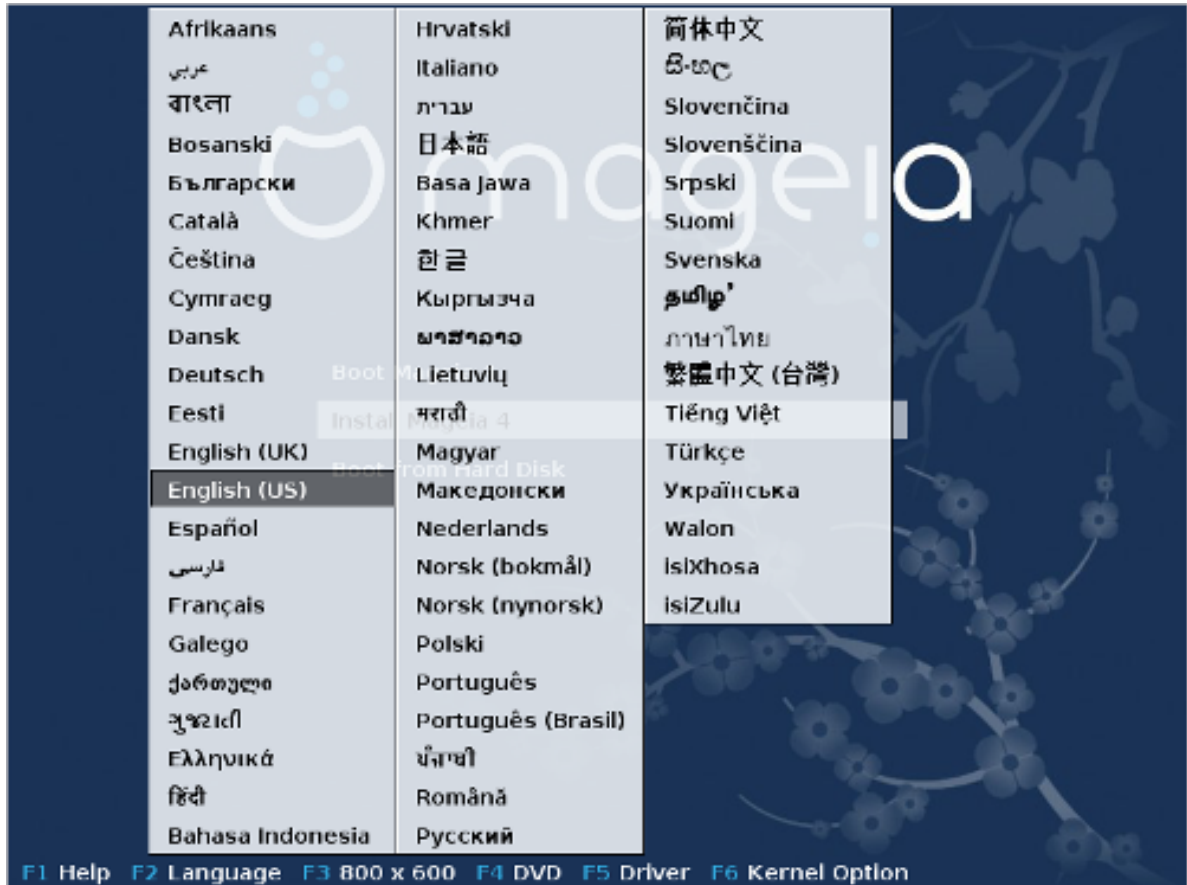 Afrikaans
عربي
বাংলা
Bosanski
Български
Català
Čeština
Cymraeg
Dansk
Deutsch
Eesti
English (UK)
English (US)
Español
فارسی
Français
Galego
ქართული
ગુજરાતી
Ελληνικά
हिंदी
Bahasa Indonesia
Hrvatski
Italiano
עברית
日本語
Basa Jawa
Khmer
한글
Кыргызча
ພາສາລາວ
Lietuvių
मराठी
Magyar
Македонски
Nederlands
Norsk (bokmål)
Norsk (nynorsk)
Polski
Português
Português (Brasil)
ਪੰਜਾਬੀ
Română
Русский
简体中文
සිංහල
Slovenčina
Slovenščina
Srpski
Suomi
Svenska
தமிழ்
ภาษาไทย
繁體中文 (台灣)
Tiếng Việt
Türkçe
Українська
Walon
isiXhosa
isiZulu
mageia
Boot
Install Mageia 4
Boot from Hard Disk
F1 Help F2 Language F3 800 x 600 F4 DVD F5 Driver F6 Kernel Option